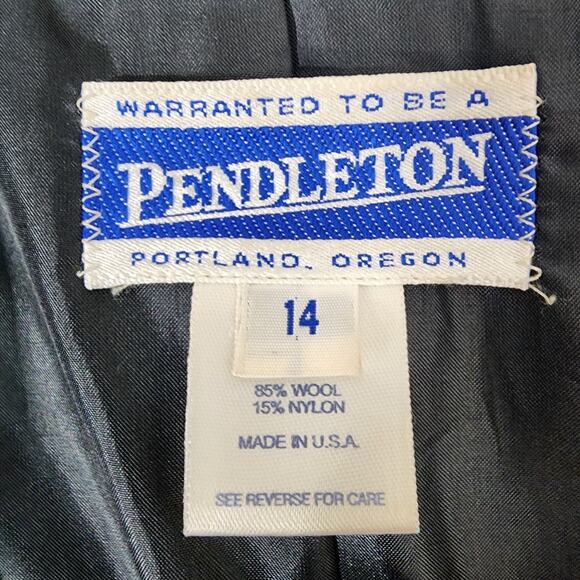 WARRANTED TO BE A
PENDLETON
PORTLAND, OREGON
14
85% WOOL
15% NYLON
MADE IN U.S.A.
SEE REVERSE FOR CARE